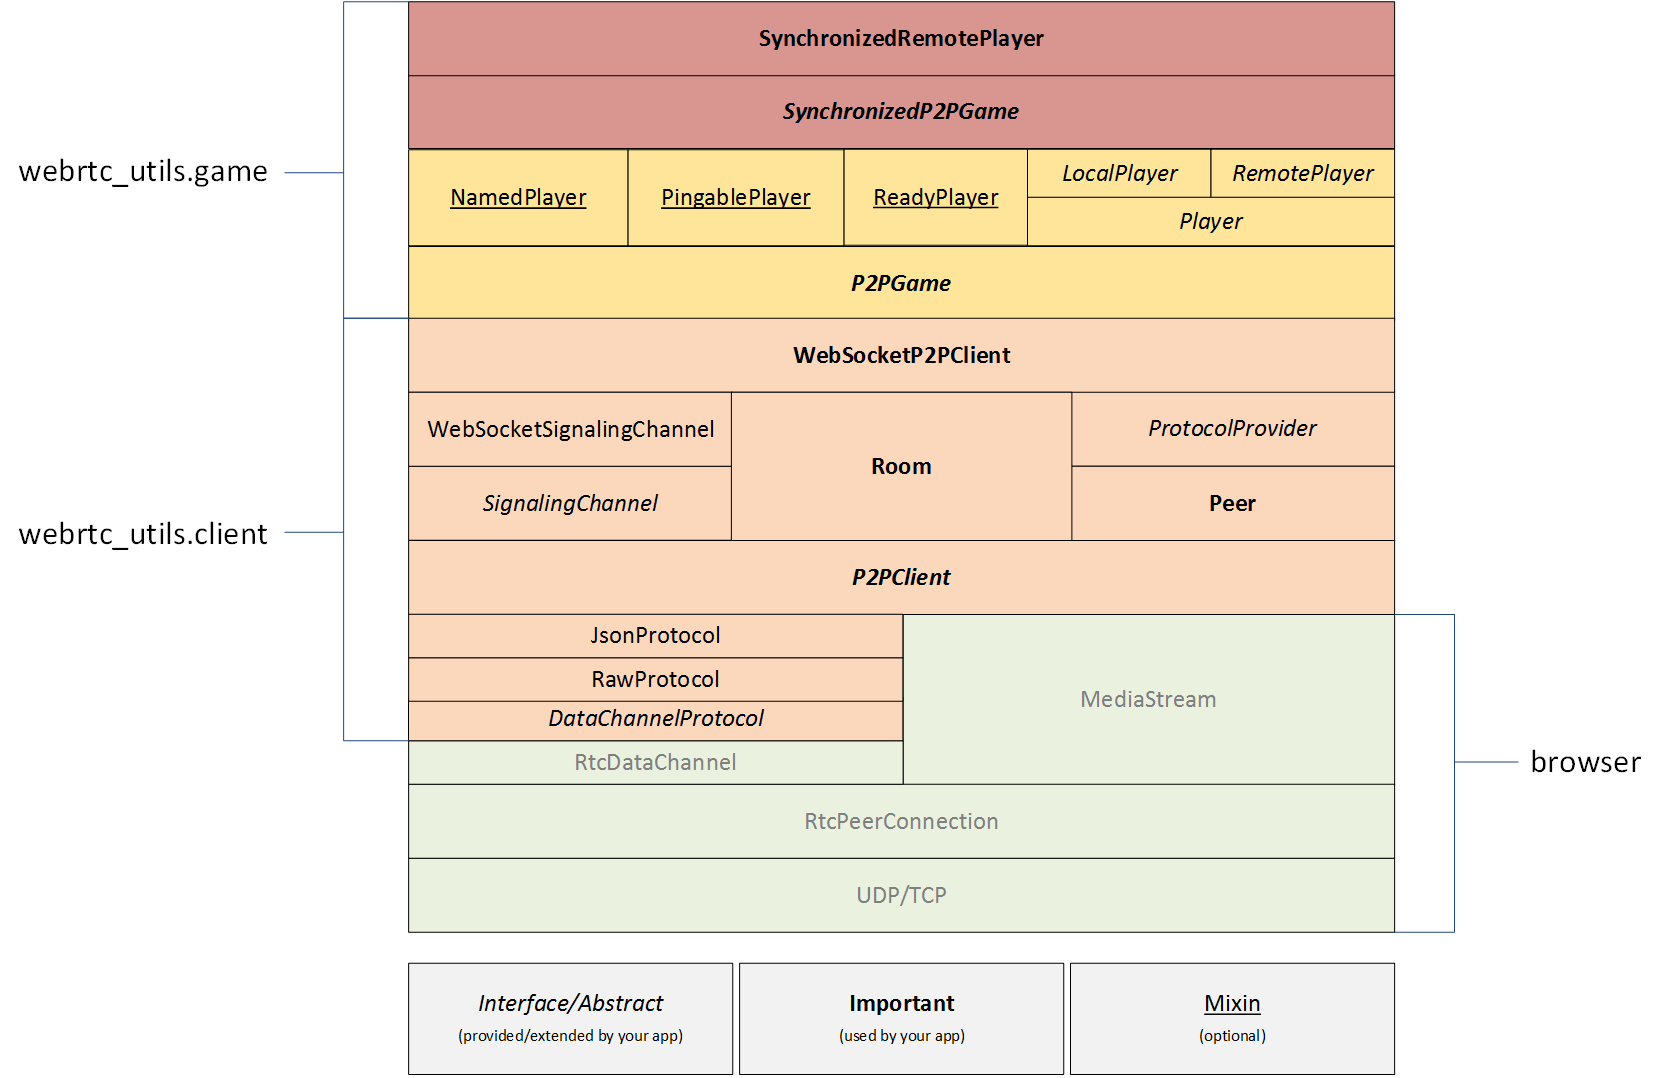 SynchronizedRemotePlayer
SynchronizedP2PGame
webrtc_utils.game
NamedPlayer
PingablePlayer
ReadyPlayer
LocalPlayer
RemotePlayer
Player
P2PGame
WebSocketP2PClient
WebSocketSignalingChannel
ProtocolProvider
Room
SignalingChannel
Peer
webrtc_utils.client
P2PClient
JsonProtocol
RawProtocol
MediaStream
DataChannelProtocol
RtcDataChannel
browser
RtcPeerConnection
UDP/TCP
Interface/Abstract
(provided/extended by your app)
Important
(used by your app)
Mixin
(optional)